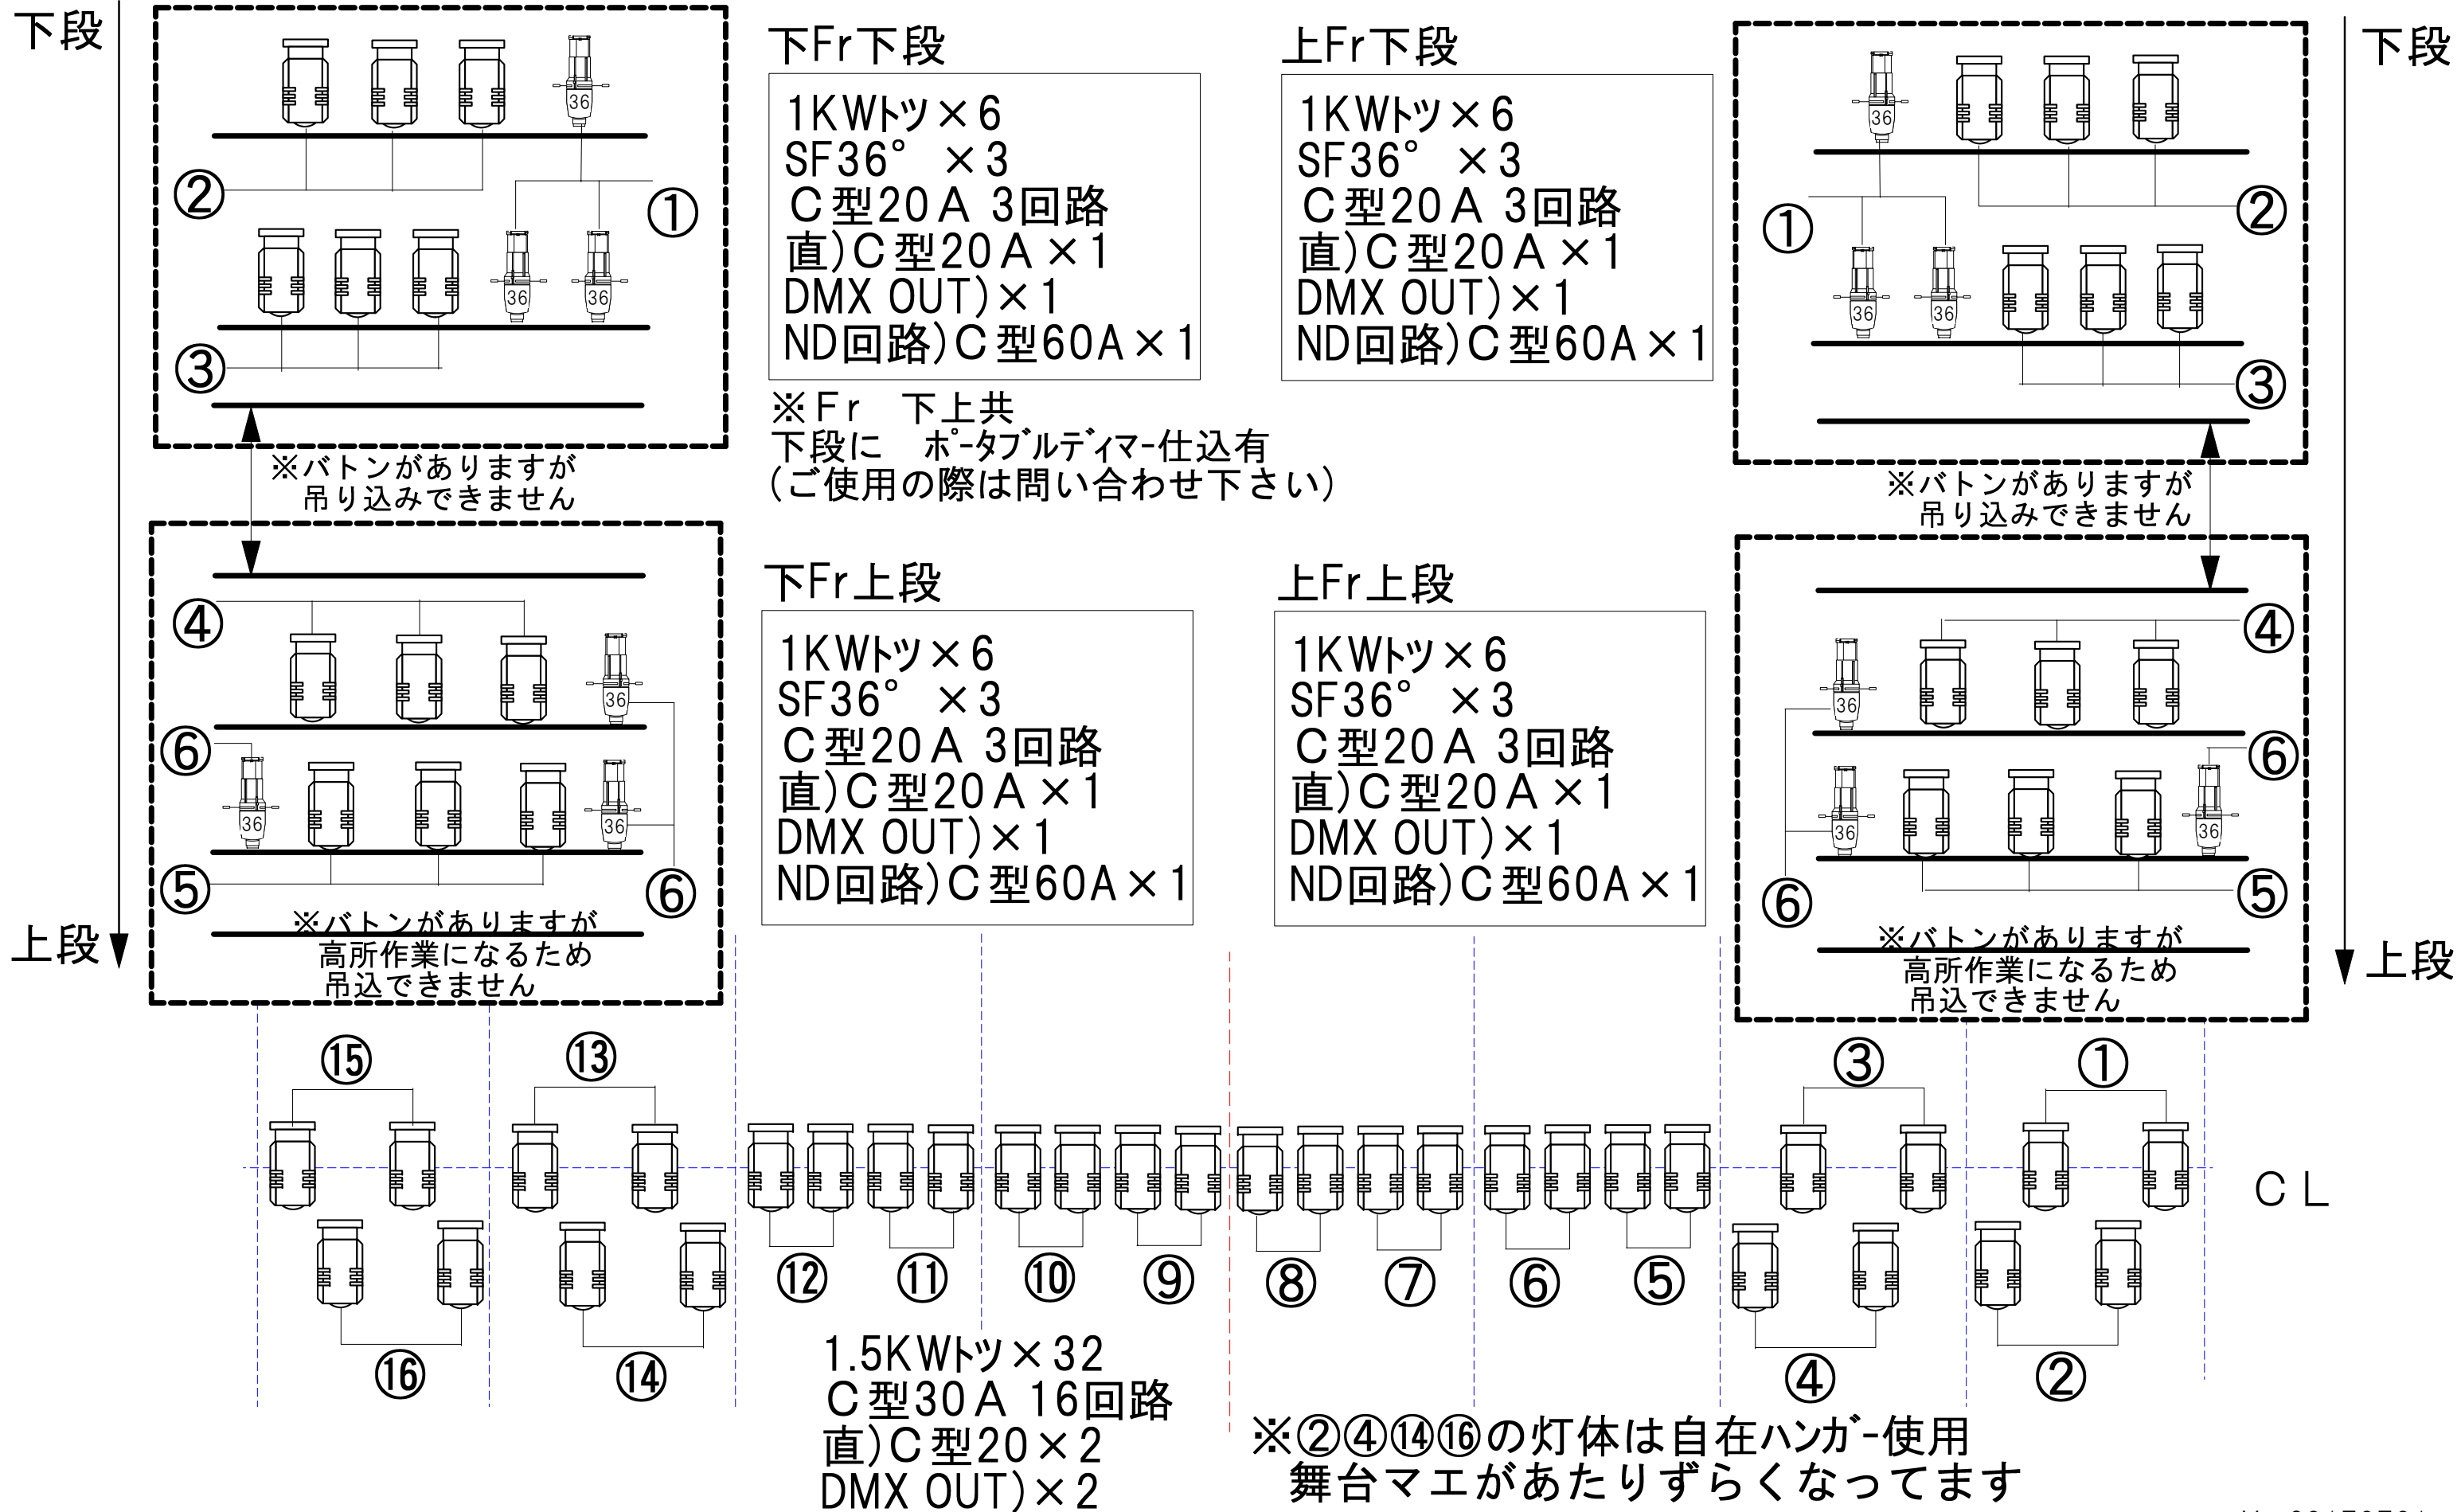 下段
36
②
①
36
36
③
※バトンがありますが
吊り込みできません
④
36
⑥
36
36
⑤
⑥
※バトンがありますが
高所作業になるため
吊込できません
上段
下Fr下段
1KWトツ×6
SF36° ×3
C型20A 3回路
直)C型20A×1
DMX OUT)×1
ND回路)C型60A×1
※Fr 下上共
下段に ポータブルディマー仕込有
(ご使用の際は問い合わせ下さい)
上Fr下段
1KWトツ×6
SF36° ×3
C型20A 3回路
直)C型20A×1
DMX OUT)×1
ND回路)C型60A×1
下Fr上段
1KWトツ×6
SF36° ×3
C型20A 3回路
直)C型20A×1
DMX OUT)×1
ND回路)C型60A×1
上Fr上段
1KWトツ×6
SF36° ×3
C型20A 3回路
直)C型20A×1
DMX OUT)×1
ND回路)C型60A×1
下段
36
①
②
36
36
③
※バトンがありますが
吊り込みできません
④
36
⑥
36
36
⑥
⑤
※バトンがありますが
高所作業になるため
吊込できません
上段
⑮ ⑬ ③ ①
CL
⑫ ⑪ ⑩ ⑨ ⑧ ⑦ ⑥ ⑤
⑯ ⑭ ④ ②
1.5KWトツ×32
C型30A 16回路
直)C型20×2
DMX OUT)×2
※②④⑭⑯の灯体は自在ハンガー使用
舞台マエがあたりずらくなってます